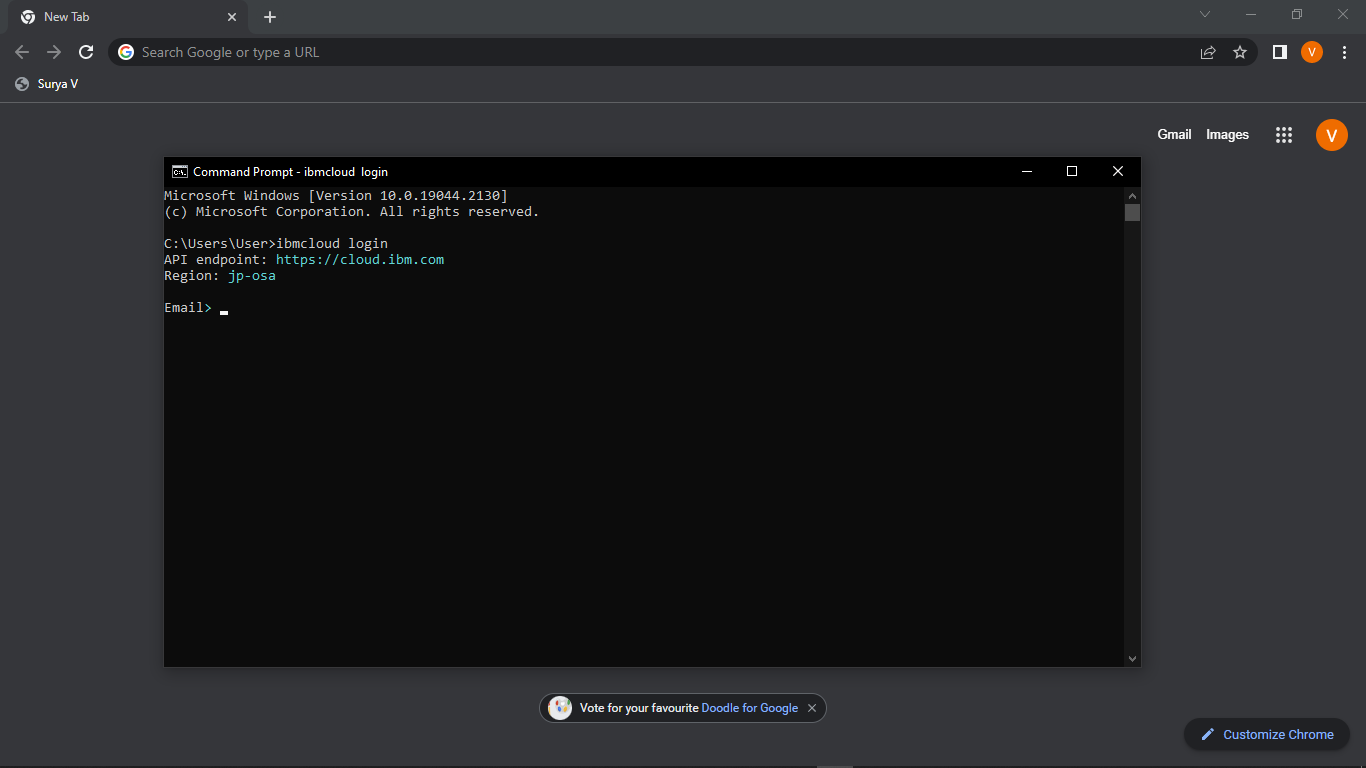 New Tab
Search Google or type a URL
V
Surya V
Gmail Images
V
Command Prompt - ibmcloud  login
Microsoft Windows [Version 10.0.19044.2130]
(c) Microsoft Corporation. All rights reserved.
C:\Users\User>ibmcloud login
API endpoint: https://cloud.ibm.com
Region: jp-osa
Email>
Vote for your favourite Doodle for Google
Customize Chrome